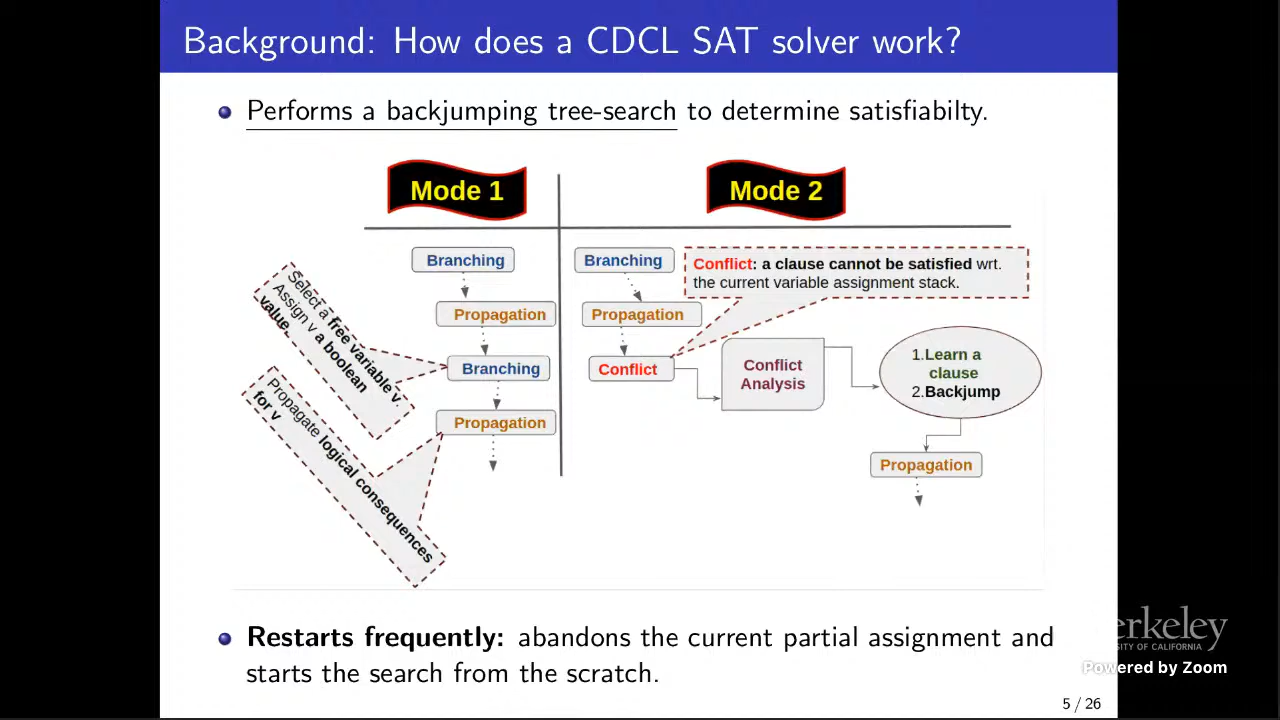 Background: How does a CDCL SAT solver work?
Performs a backjumping tree-search to determine satisfiabilty.
Mode 1
Mode 2
Branching
Propagation
Branching
Propagation
Select a free variable v.
Assign v a boolean
value
Propagate logical consequences
for v
Branching
Propagation
Conflict
Conflict: a clause cannot be satisfied wrt.
the current variable assignment stack.
Conflict
Analysis
1.Learn a
clause
2.Backjump
Propagation
Restarts frequently: abandons the current partial assignment and
starts the search from the scratch.
erkeley
SITY OF CALIFORNIA
Powered by Zoom
5 / 26